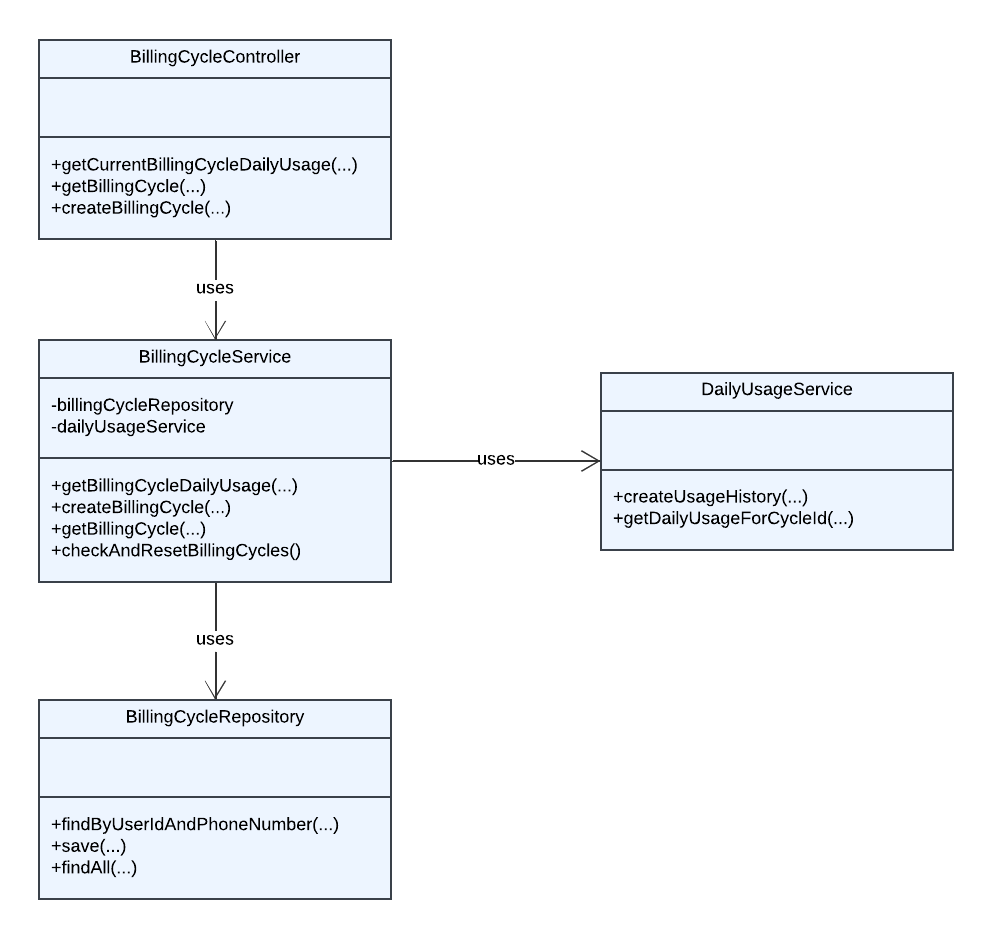 BillingCycleController
+getCurrentBillingCycleDailyUsage(...)
+getBillingCycle(...)
+createBillingCycle(...)
uses
BillingCycleService
-billingCycleRepository
-dailyUsageService
+getBillingCycleDailyUsage(...)
+createBillingCycle(...)
+getBillingCycle(...)
+checkAndResetBillingCycles()
uses
DailyUsageService
+createUsageHistory(...)
+getDailyUsageForCycleId(...)
uses
BillingCycleRepository
+findByUserIdAndPhoneNumber(...)
+save(...)
+findAll(...)